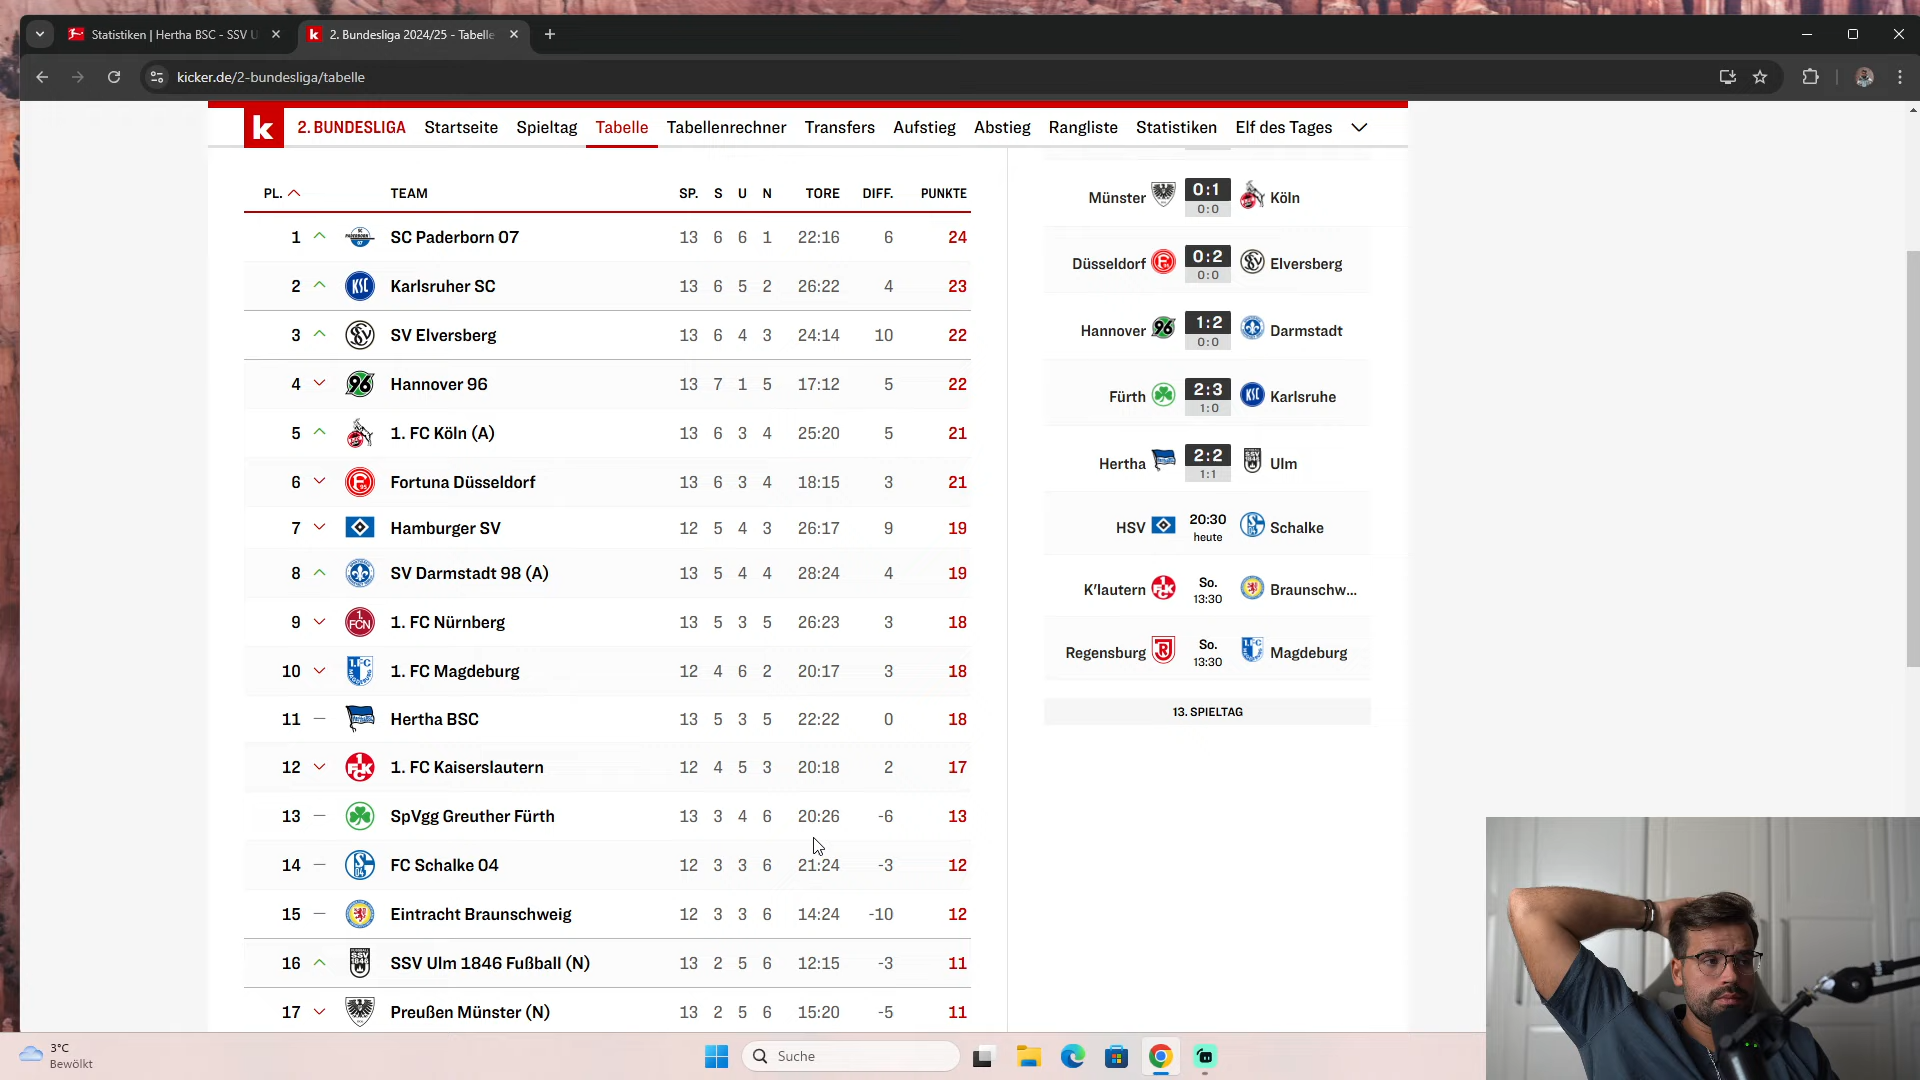 Statistiken | Hertha BSC - SSV U
2. Bundesliga 2024/25 - Tabelle
kicker.de/2-bundesliga/tabelle
k 2. BUNDESLIGA Startseite Spieltag Tabelle Tabellenrechner Transfers Aufstieg Abstieg Rangliste Statistiken Elf des Tages
PL. TEAM SP. S U N TORE DIFF. PUNKTE
1 SC Paderborn 07 13 6 6 1 22:16 6 24
2 Karlsruher SC 13 6 5 2 26:22 4 23
3 SV Elversberg 13 6 4 3 24:14 10 22
4 Hannover 96 13 7 1 5 17:12 5 22
5 1. FC Köln (A) 13 6 3 4 25:20 5 21
6 Fortuna Düsseldorf 13 6 3 4 18:15 3 21
7 Hamburger SV 12 5 4 3 26:17 9 19
8 SV Darmstadt 98 (A) 13 5 4 4 28:24 4 19
9 1. FC Nürnberg 13 5 3 5 26:23 3 18
10 1. FC Magdeburg 12 4 6 2 20:17 3 18
11 Hertha BSC 13 5 3 5 22:22 0 18
12 1. FC Kaiserslautern 12 4 5 3 20:18 2 17
13 SpVgg Greuther Fürth 13 3 4 6 20:26 -6 13
14 FC Schalke 04 12 3 3 6 21:24 -3 12
15 Eintracht Braunschweig 12 3 3 6 14:24 -10 12
16 SSV Ulm 1846 Fußball (N) 13 2 5 6 12:15 -3 11
17 Preußen Münster (N) 13 2 5 6 15:20 -5 11
Münster 0:1 Köln
0:0
Düsseldorf 0:2 Elversberg
0:0
Hannover 1:2 Darmstadt
0:0
Fürth 2:3 Karlsruhe
1:0
Hertha 2:2 Ulm
1:1
HSV 20:30 Schalke
heute
K'lautern So. Braunschw...
13:30
Regensburg So. Magdeburg
13:30
13. SPIELTAG
3°C
Bewölkt
Suche